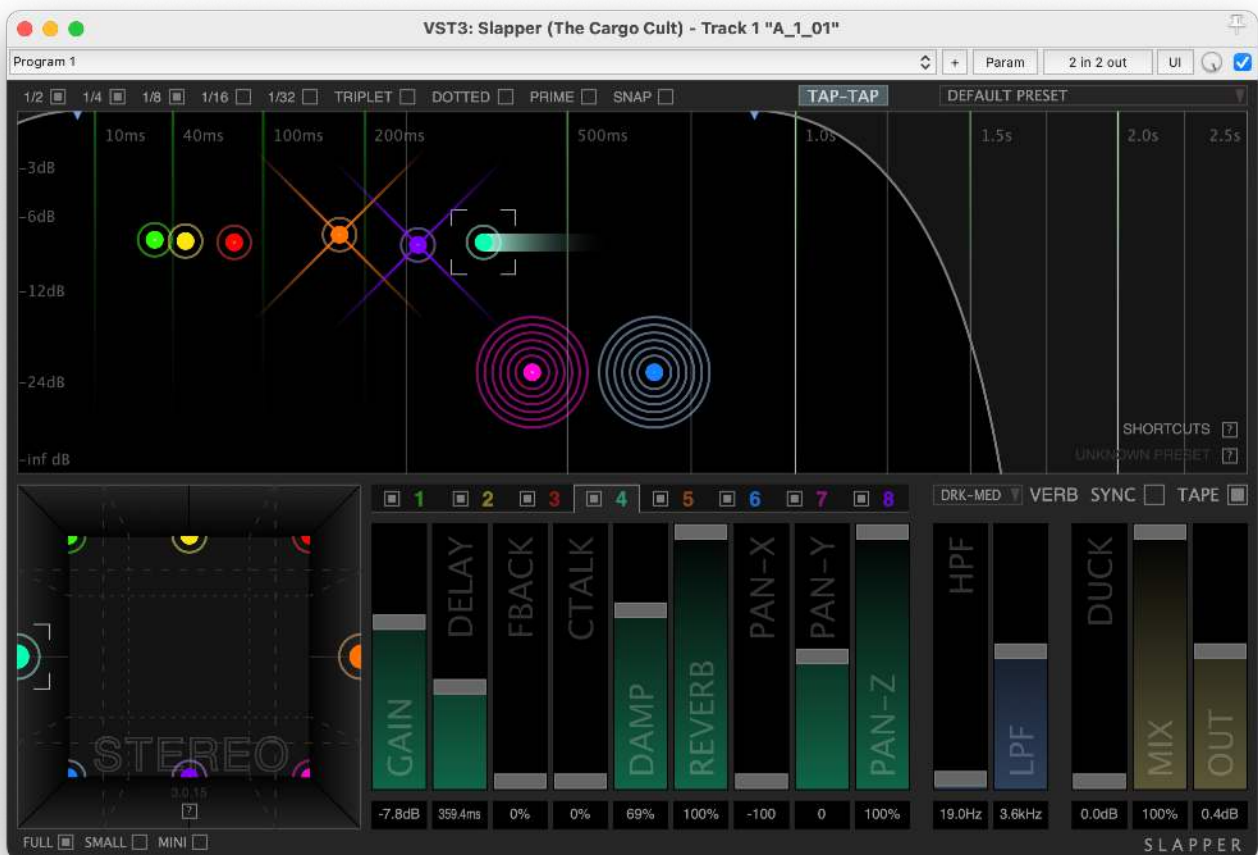 VST3: Slapper (The Cargo Cult) - Track 1 "A_1_01"
Program 1 + Param 2 in 2 out UI
1/2 1/4 1/8 1/16 1/32 TRIPLET DOTTED PRIME SNAP TAP-TAP DEFAULT PRESET
10ms 40ms 100ms 200ms 500ms 1.0s 1.5s 2.0s 2.5s
-3dB
-6dB
-12dB
-24dB
SHORTCUTS ?
UNKNOWN PRESET ?
-inf dB
1 2 3 4 5 6 7 8 DRK-MED VERB SYNC TAPE
GAIN DELAY FBACK CTALK DAMP REVERB PAN-X PAN-Y PAN-Z HPF LPF DUCK MIX OUT
STEREO
3.0.15
?
-7.8dB 359.4ms 0% 0% 69% 100% -100 0 100% 19.0Hz 3.6kHz 0.0dB 100% 0.4dB
FULL SMALL MINI SLAPPER